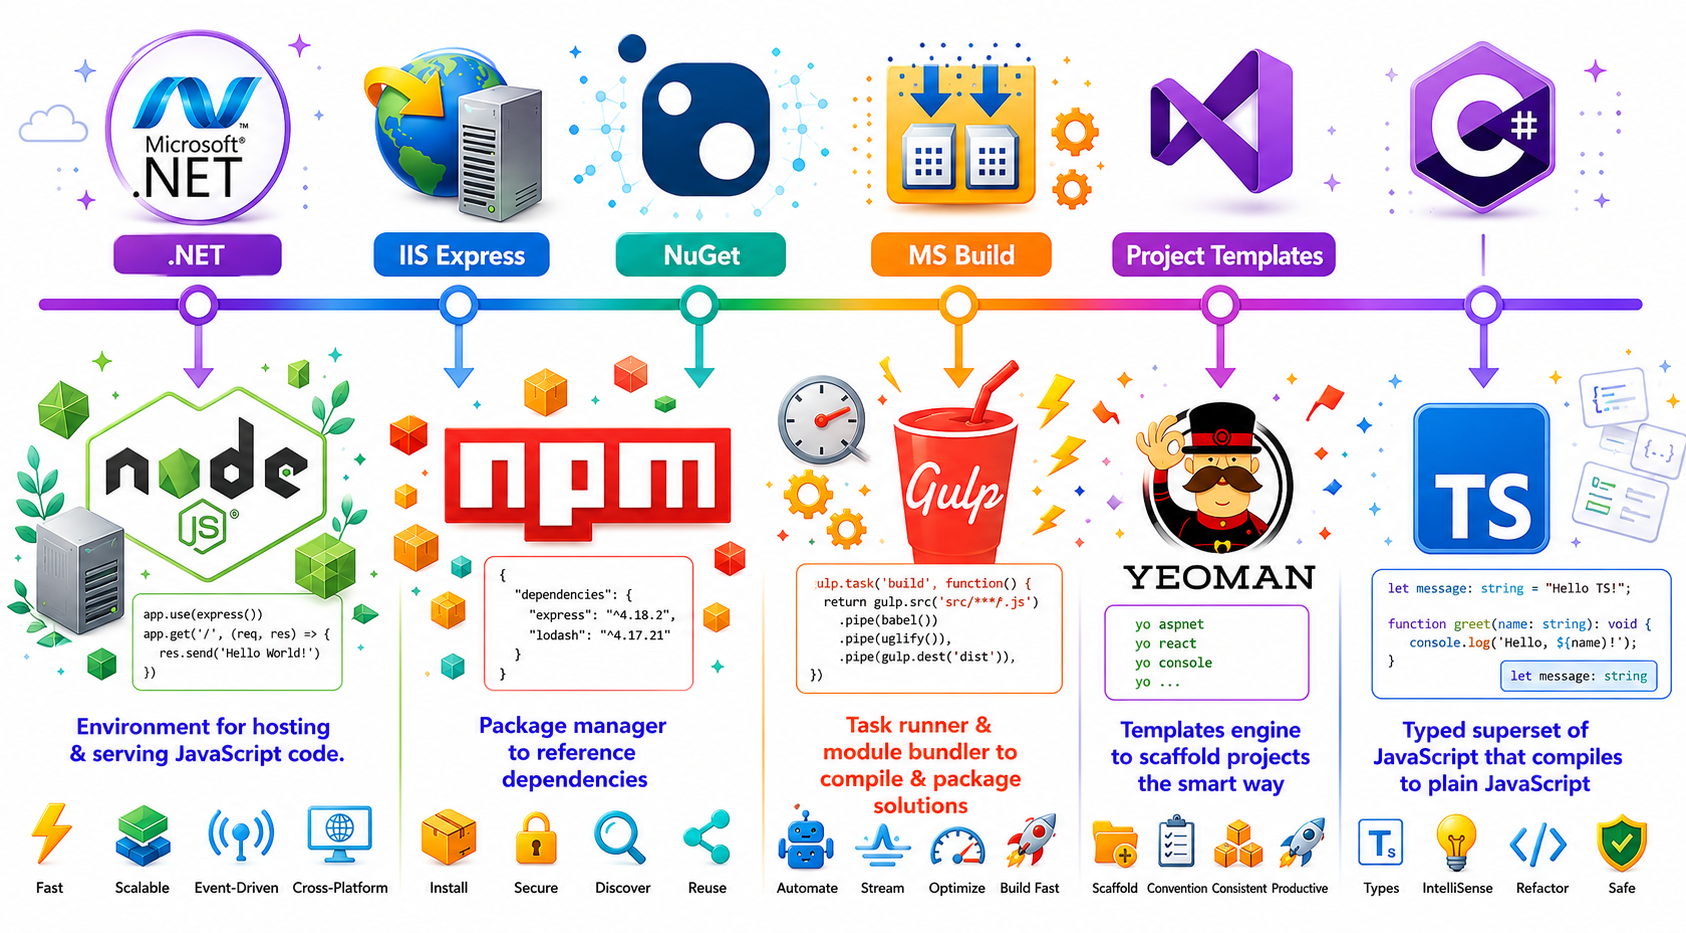 Microsoft®
.NET
™
C#
.NET
IIS Express
NuGet
MS Build
Project Templates
node
JS ®
npm
Gulp
YEOMAN
TS
app.use(express())
app.get('/', (req, res) => {
res.send('Hello World!')
})
{
"dependencies": {
"express": "^4.18.2",
"lodash": "^4.17.21"
}
}
ulp.task('build', function() {
return gulp.src('src/***/.js')
.pipe(babel())
.pipe(uglify()),
.pipe(gulp.dest('dist')),
})
yo aspnet
yo react
yo console
yo ...
{..}
let message: string = "Hello TS!";
function greet(name: string): void {
console.log('Hello, ${name)!');
}
let message: string
Environment for hosting
& serving JavaScript code.
Package manager
to reference
dependencies
Task runner &
module bundler to
compile & package
solutions
Templates engine
to scaffold projects
the smart way
Typed superset of
JavaScript that compiles
to plain JavaScript
Fast
Scalable
Event-Driven
Cross-Platform
Install
Secure
Discover
Reuse
Automate
Stream
Optimize
Build Fast
Scaffold
Convention
Consistent
Productive
Ts
Types
IntelliSense
Refactor
Safe